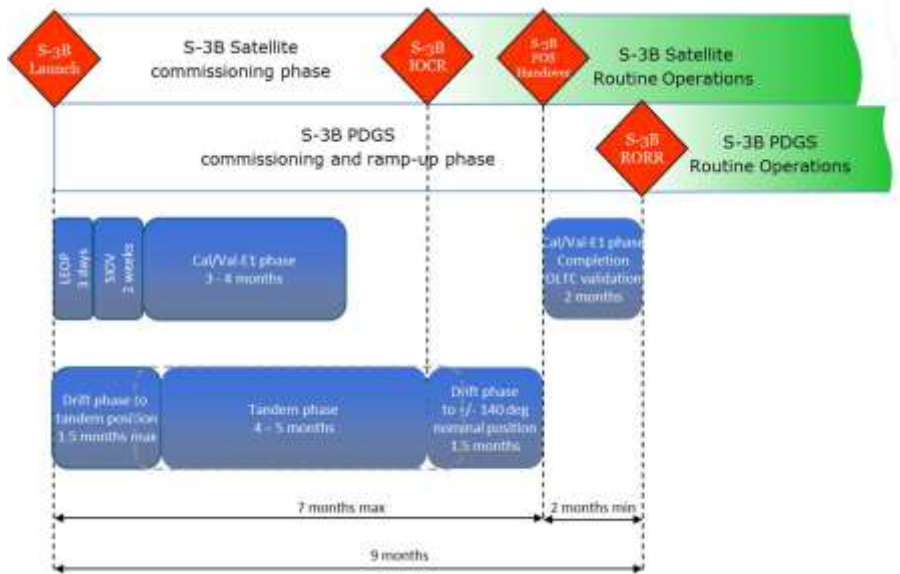 S-3B
Launch
S-3B Satellite
commissioning phase
S-3B
IOCR
S-3B
FOS
Handover
S-3B Satellite
Routine Operations
S-3B PDGS
commissioning and ramp-up phase
S-3B
RORR
S-3B PDGS
Routine Operations
LEOP
3 days
SIOV
2 weeks
Cal/Val-E1 phase
3 - 4 months
Cal/Val-E1 phase
Completion
OLTC validation
2 months
Drift phase to
tandem position
1.5 months max
Tandem phase
4 - 5 months
Drift phase
to +/- 140 deg
nominal position
1.5 months
7 months max
2 months min
9 months